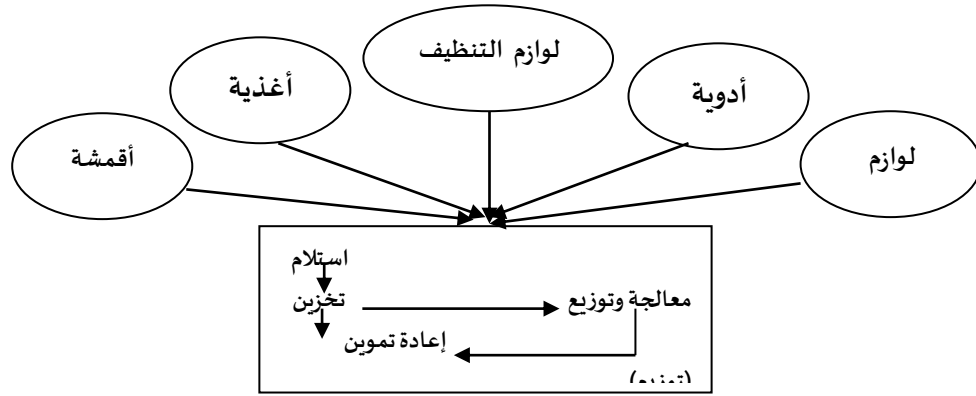 لوازم التنظيف
أغذية
أدوية
أقمشة
لوازم
استلام
تخزين
معالجة وتوزيع
إعادة تموين